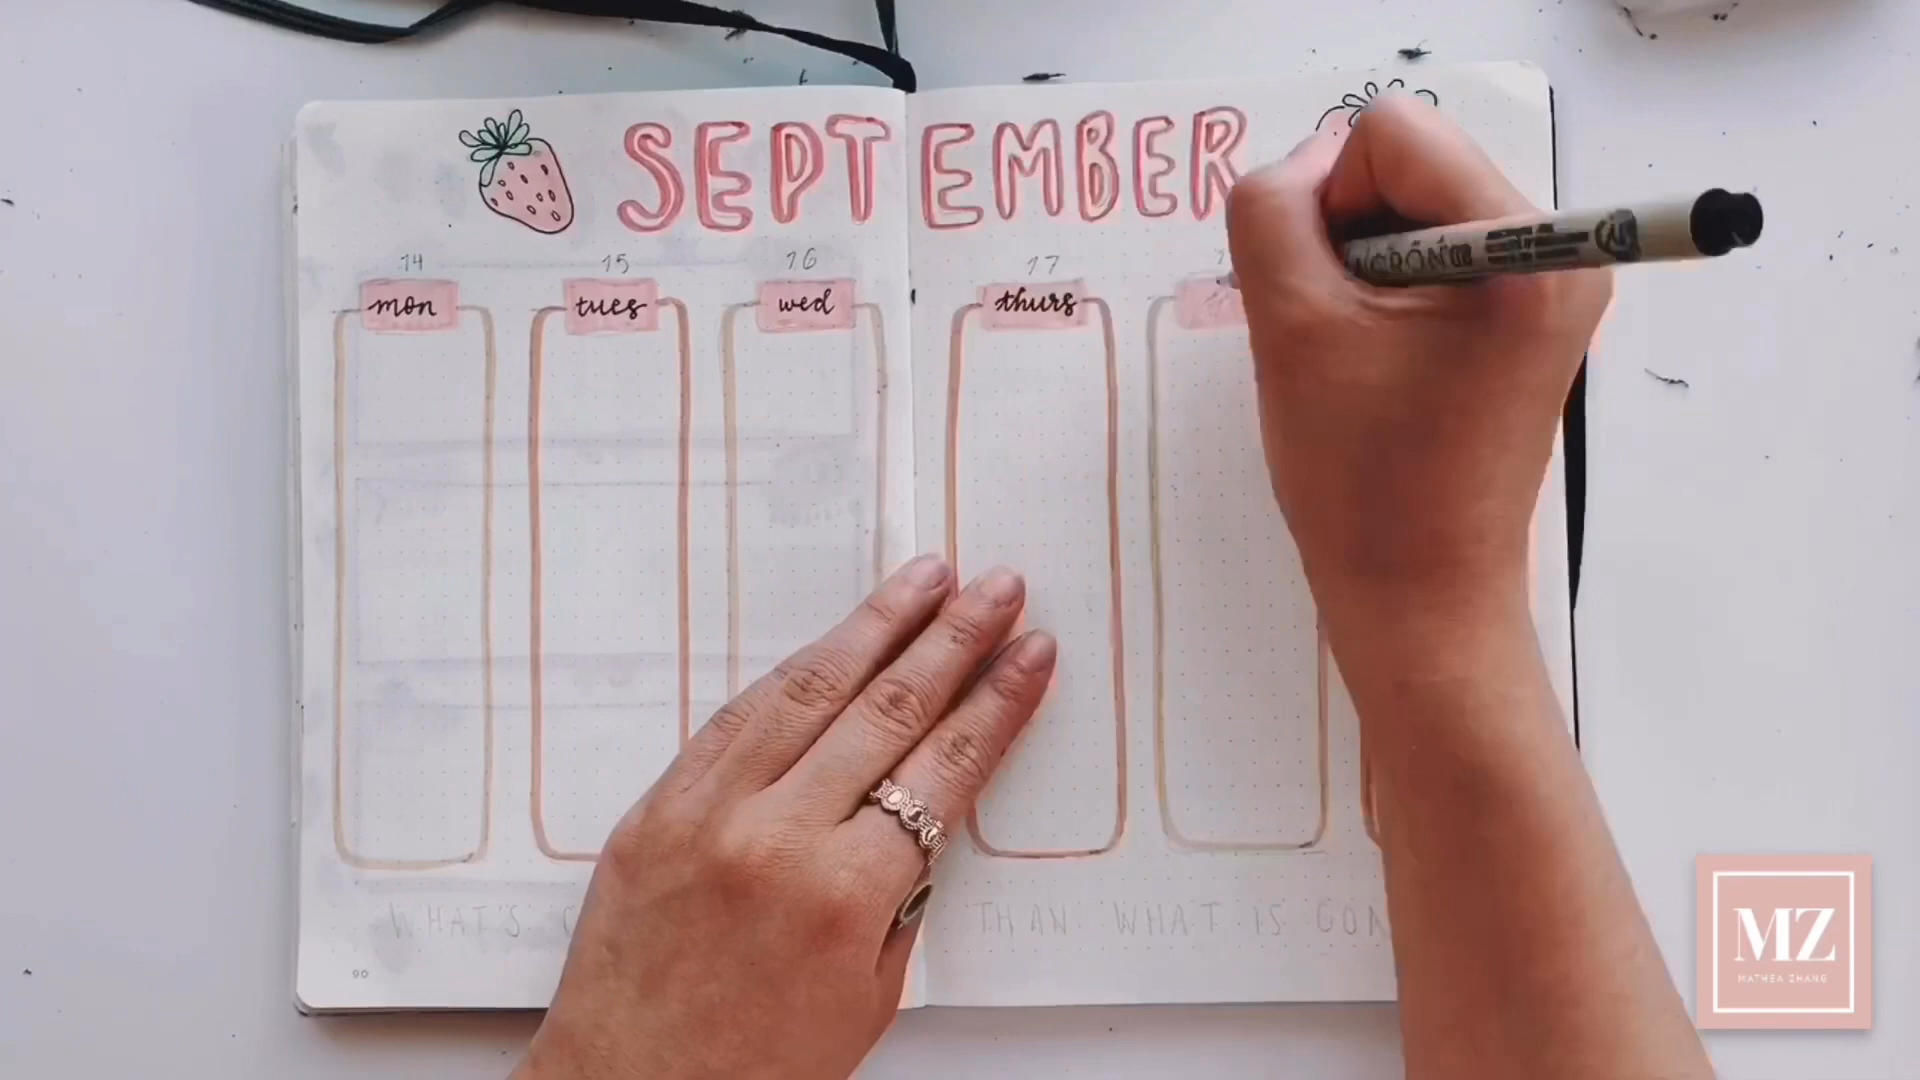 SEPTEMBER
14 15 16 17
mon tues wed thurs
WHAT'S THAN WHAT IS
90
MZ
MATHEA ZHANG